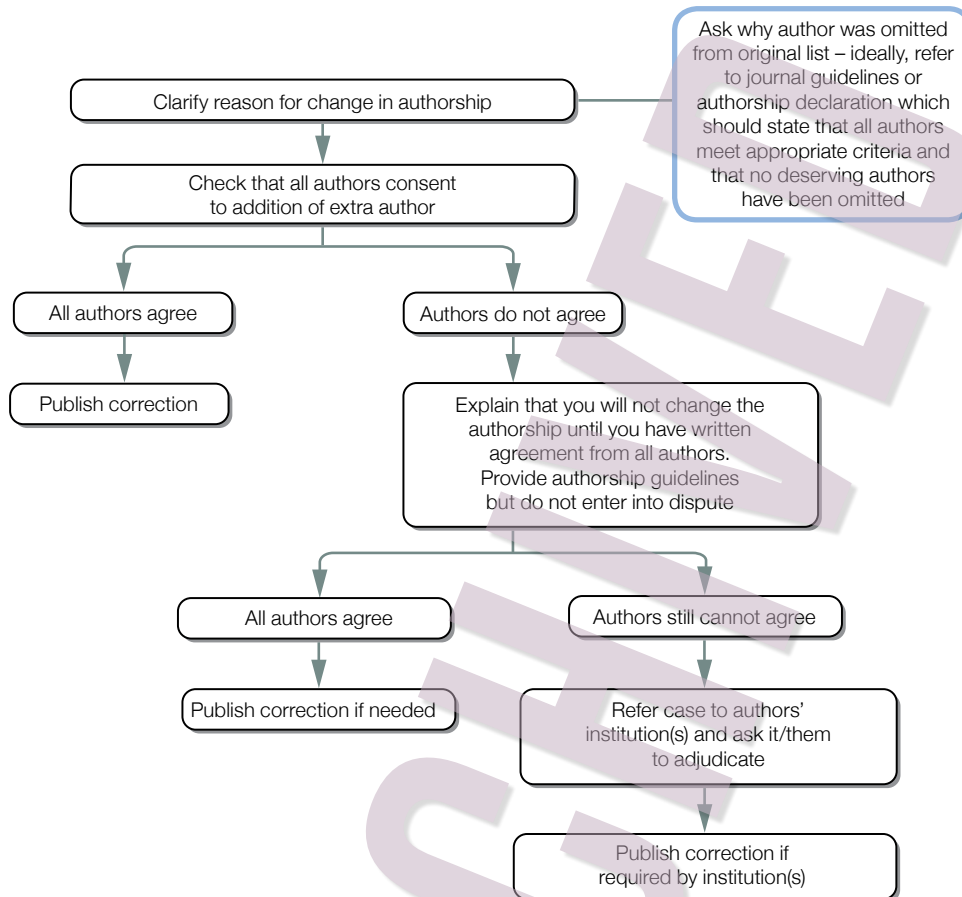 Ask why author was omitted
from original list – ideally, refer
to journal guidelines or
authorship declaration which
should state that all authors
meet appropriate criteria and
that no deserving authors
have been omitted
Clarify reason for change in authorship
Check that all authors consent
to addition of extra author
All authors agree
Authors do not agree
Publish correction
Explain that you will not change the
authorship until you have written
agreement from all authors.
Provide authorship guidelines
but do not enter into dispute
All authors agree
Authors still cannot agree
Publish correction if needed
Refer case to authors’
institution(s) and ask it/them
to adjudicate
Publish correction if
required by institution(s)
CHIVED